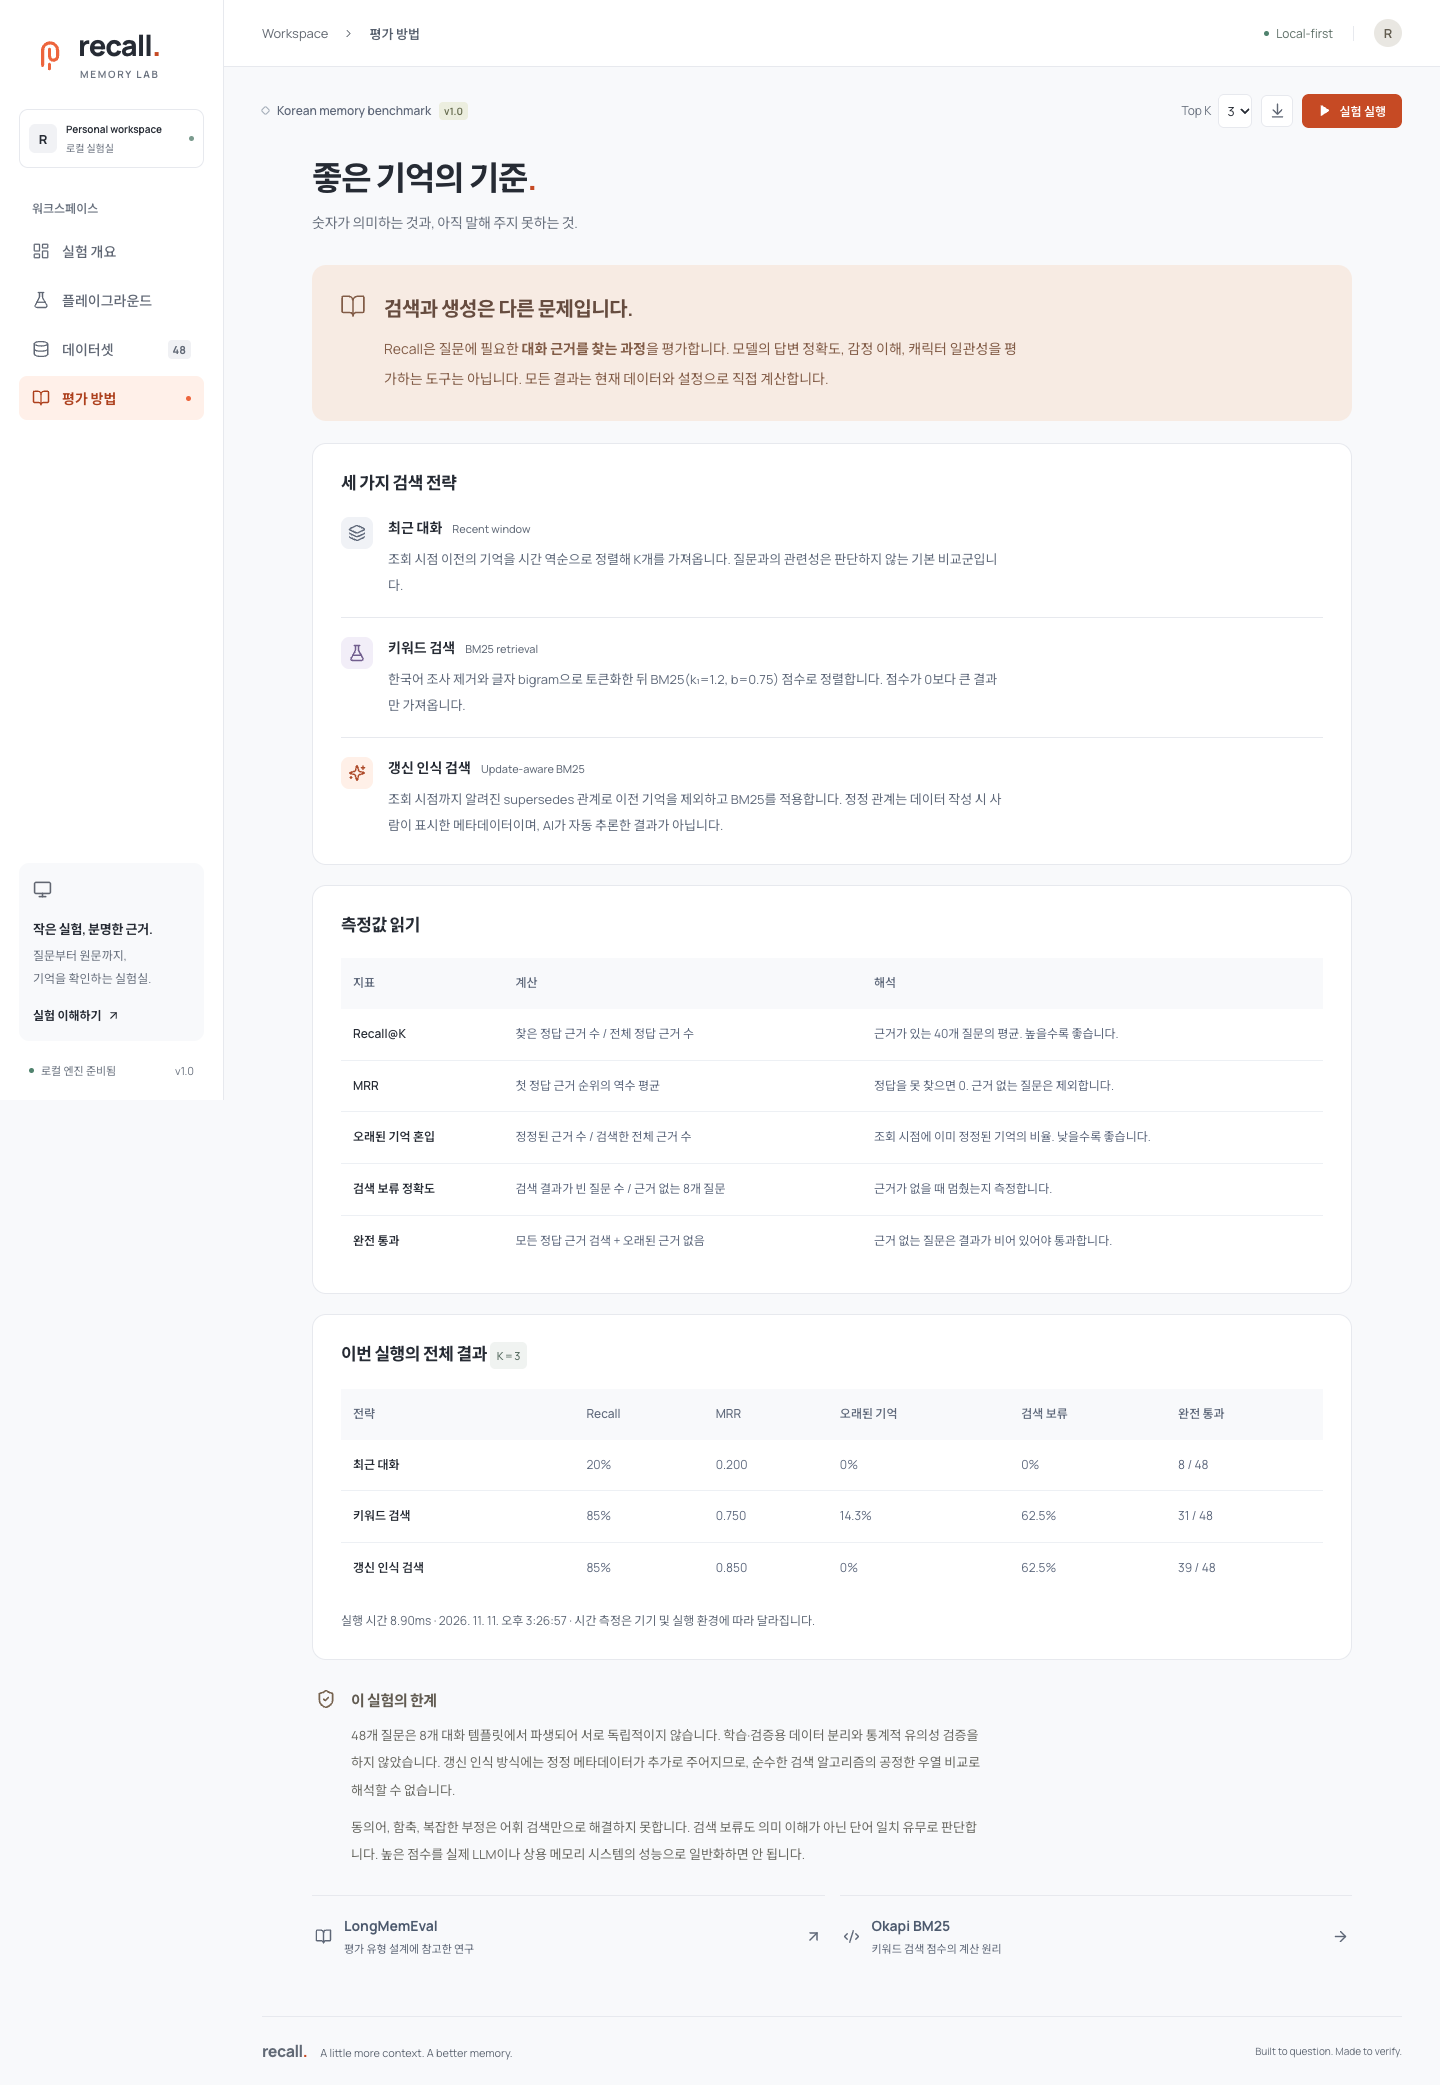 recall.
MEMORY LAB
R
Personal workspace
로컬 실험실
워크스페이스
실험 개요
플레이그라운드
데이터셋
48
평가 방법
작은 실험, 분명한 근거.
질문부터 원문까지,
기억을 확인하는 실험실.
실험 이해하기
로컬 엔진 준비됨
v1.0
Workspace
평가 방법
Local-first
R
Korean memory benchmark
v1.0
Top K
3
실험 실행
좋은 기억의 기준.
숫자가 의미하는 것과, 아직 말해 주지 못하는 것.
검색과 생성은 다른 문제입니다.
Recall은 질문에 필요한 대화 근거를 찾는 과정을 평가합니다. 모델의 답변 정확도, 감정 이해, 캐릭터 일관성을 평
가하는 도구는 아닙니다. 모든 결과는 현재 데이터와 설정으로 직접 계산합니다.
세 가지 검색 전략
최근 대화 Recent window
조회 시점 이전의 기억을 시간 역순으로 정렬해 K개를 가져옵니다. 질문과의 관련성은 판단하지 않는 기본 비교군입니
다.
키워드 검색 BM25 retrieval
한국어 조사 제거와 글자 bigram으로 토큰화한 뒤 BM25(k₁=1.2, b=0.75) 점수로 정렬합니다. 점수가 0보다 큰 결과
만 가져옵니다.
갱신 인식 검색 Update-aware BM25
조회 시점까지 알려진 supersedes 관계로 이전 기억을 제외하고 BM25를 적용합니다. 정정 관계는 데이터 작성 시 사
람이 표시한 메타데이터이며, AI가 자동 추론한 결과가 아닙니다.
측정값 읽기
지표 계산 해석
Recall@K 찾은 정답 근거 수 / 전체 정답 근거 수 근거가 있는 40개 질문의 평균. 높을수록 좋습니다.
MRR 첫 정답 근거 순위의 역수 평균 정답을 못 찾으면 0. 근거 없는 질문은 제외합니다.
오래된 기억 혼입 정정된 근거 수 / 검색한 전체 근거 수 조회 시점에 이미 정정된 기억의 비율. 낮을수록 좋습니다.
검색 보류 정확도 검색 결과가 빈 질문 수 / 근거 없는 8개 질문 근거가 없을 때 멈췄는지 측정합니다.
완전 통과 모든 정답 근거 검색 + 오래된 근거 없음 근거 없는 질문은 결과가 비어 있어야 통과합니다.
이번 실행의 전체 결과 K=3
전략 Recall MRR 오래된 기억 검색 보류 완전 통과
최근 대화 20% 0.200 0% 0% 8 / 48
키워드 검색 85% 0.750 14.3% 62.5% 31 / 48
갱신 인식 검색 85% 0.850 0% 62.5% 39 / 48
실행 시간 8.90ms · 2026. 11. 11. 오후 3:26:57 · 시간 측정은 기기 및 실행 환경에 따라 달라집니다.
이 실험의 한계
48개 질문은 8개 대화 템플릿에서 파생되어 서로 독립적이지 않습니다. 학습·검증용 데이터 분리와 통계적 유의성 검증을
하지 않았습니다. 갱신 인식 방식에는 정정 메타데이터가 추가로 주어지므로, 순수한 검색 알고리즘의 공정한 우열 비교로
해석할 수 없습니다.
동의어, 함축, 복잡한 부정은 어휘 검색만으로 해결하지 못합니다. 검색 보류도 의미 이해가 아닌 단어 일치 유무로 판단합
니다. 높은 점수를 실제 LLM이나 상용 메모리 시스템의 성능으로 일반화하면 안 됩니다.
LongMemEval
평가 유형 설계에 참고한 연구
Okapi BM25
키워드 검색 점수의 계산 원리
recall. A little more context. A better memory.
Built to question. Made to verify.